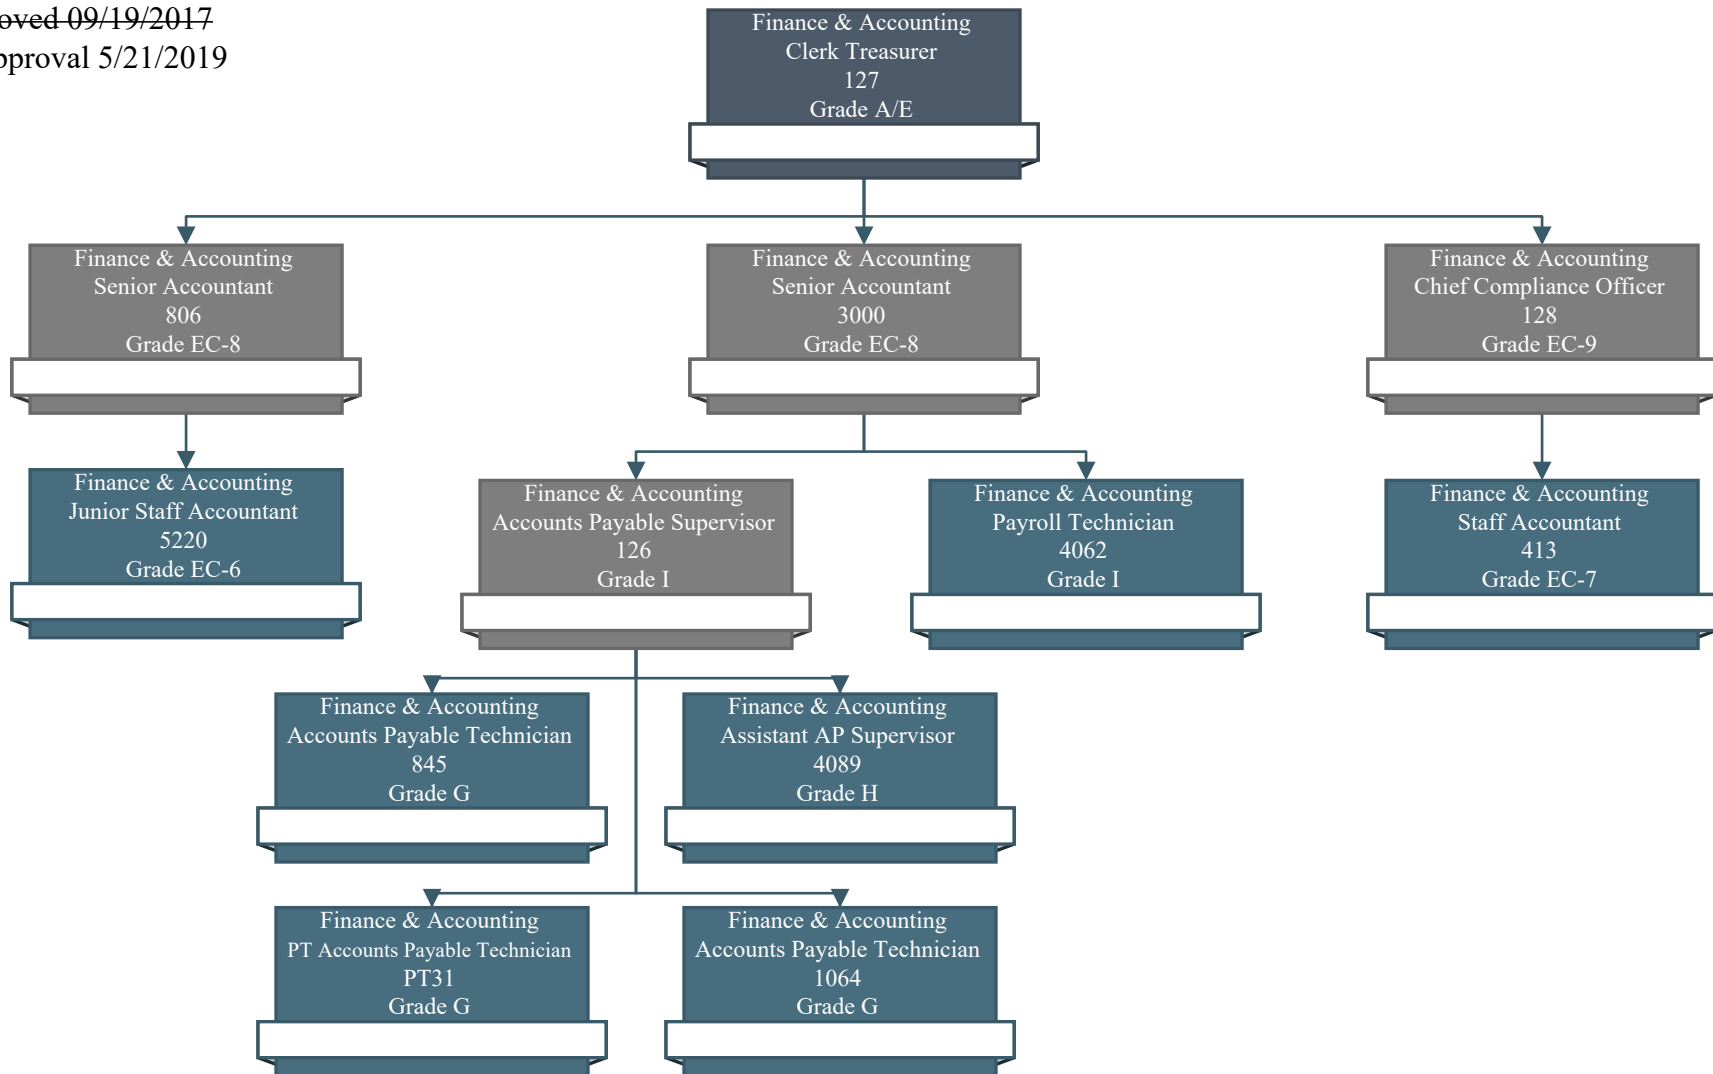 oved 09/19/2017
pproval 5/21/2019
Finance & Accounting
Clerk Treasurer
127
Grade A/E
Finance & Accounting
Senior Accountant
806
Grade EC-8
Finance & Accounting
Senior Accountant
3000
Grade EC-8
Finance & Accounting
Chief Compliance Officer
128
Grade EC-9
Finance & Accounting
Junior Staff Accountant
5220
Grade EC-6
Finance & Accounting
Accounts Payable Supervisor
126
Grade I
Finance & Accounting
Payroll Technician
4062
Grade I
Finance & Accounting
Staff Accountant
413
Grade EC-7
Finance & Accounting
Accounts Payable Technician
845
Grade G
Finance & Accounting
Assistant AP Supervisor
4089
Grade H
Finance & Accounting
PT Accounts Payable Technician
PT31
Grade G
Finance & Accounting
Accounts Payable Technician
1064
Grade G